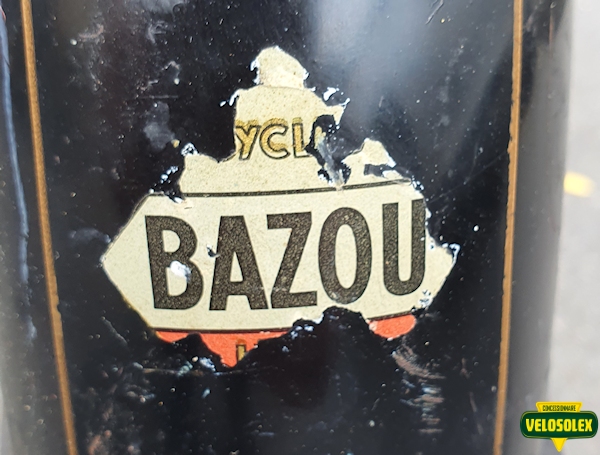 YCL
BAZOU
CONCESSIONNAIRE
VELOSOLEX